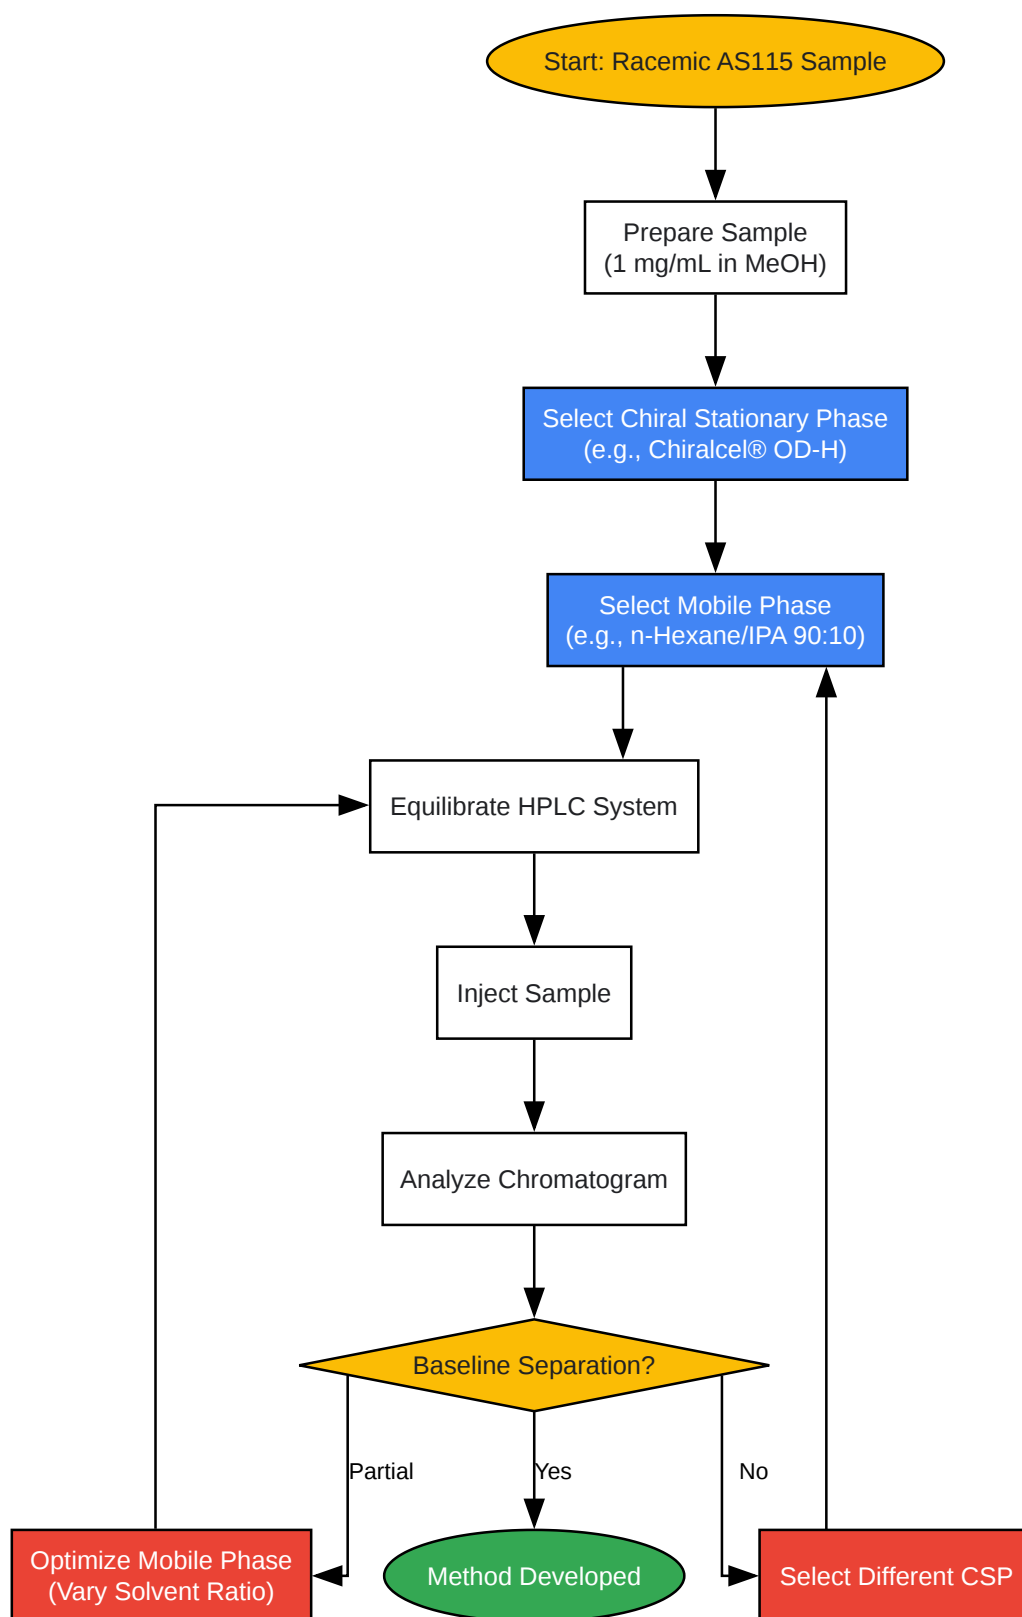 Start: Racemic AS115 Sample
Prepare Sample
(1 mg/mL in MeOH)
Select Chiral Stationary Phase
(e.g., Chiralcel® OD-H)
Select Mobile Phase
(e.g., n-Hexane/IPA 90:10)
Equilibrate HPLC System
Inject Sample
Analyze Chromatogram
Baseline Separation?
Partial
Yes
No
Optimize Mobile Phase
(Vary Solvent Ratio)
Method Developed
Select Different CSP